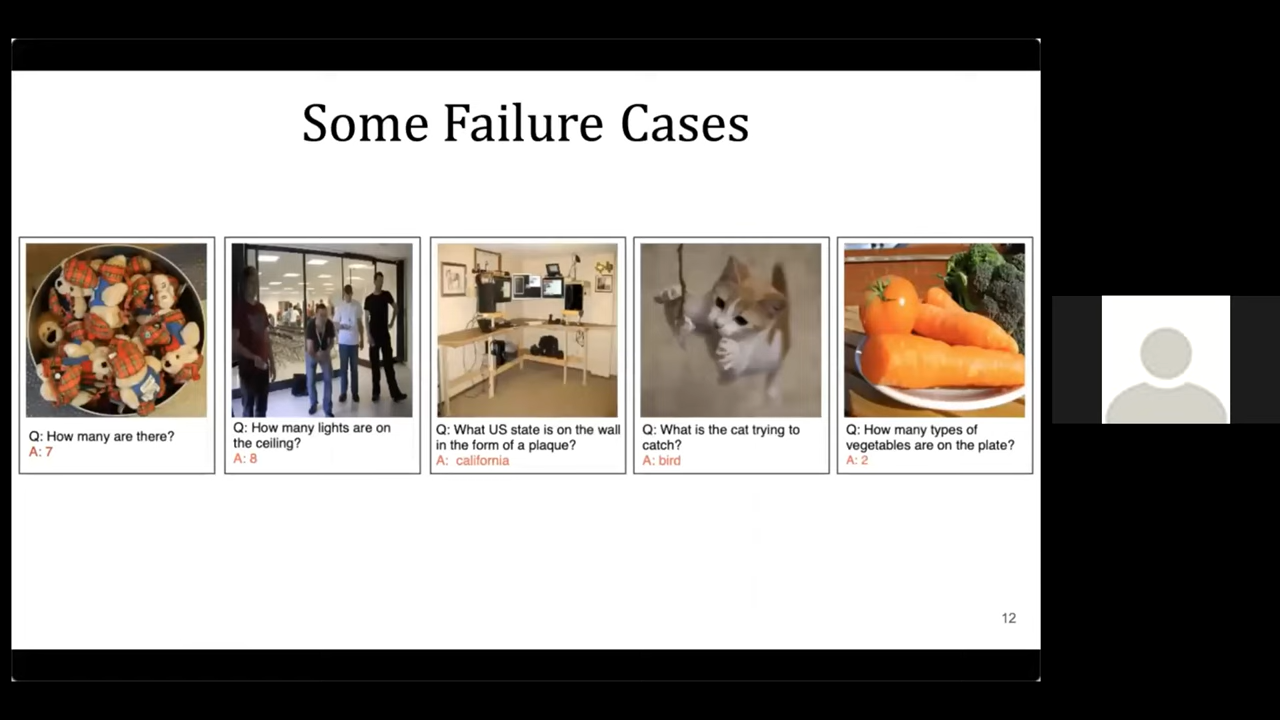 Some Failure Cases
Q: How many are there?
A: 7
Q: How many lights are on
the ceiling?
A: 8
Q: What US state is on the wall
in the form of a plaque?
A: california
Q: What is the cat trying to
catch?
A: bird
Q: How many types of
vegetables are on the plate?
A: 2
12